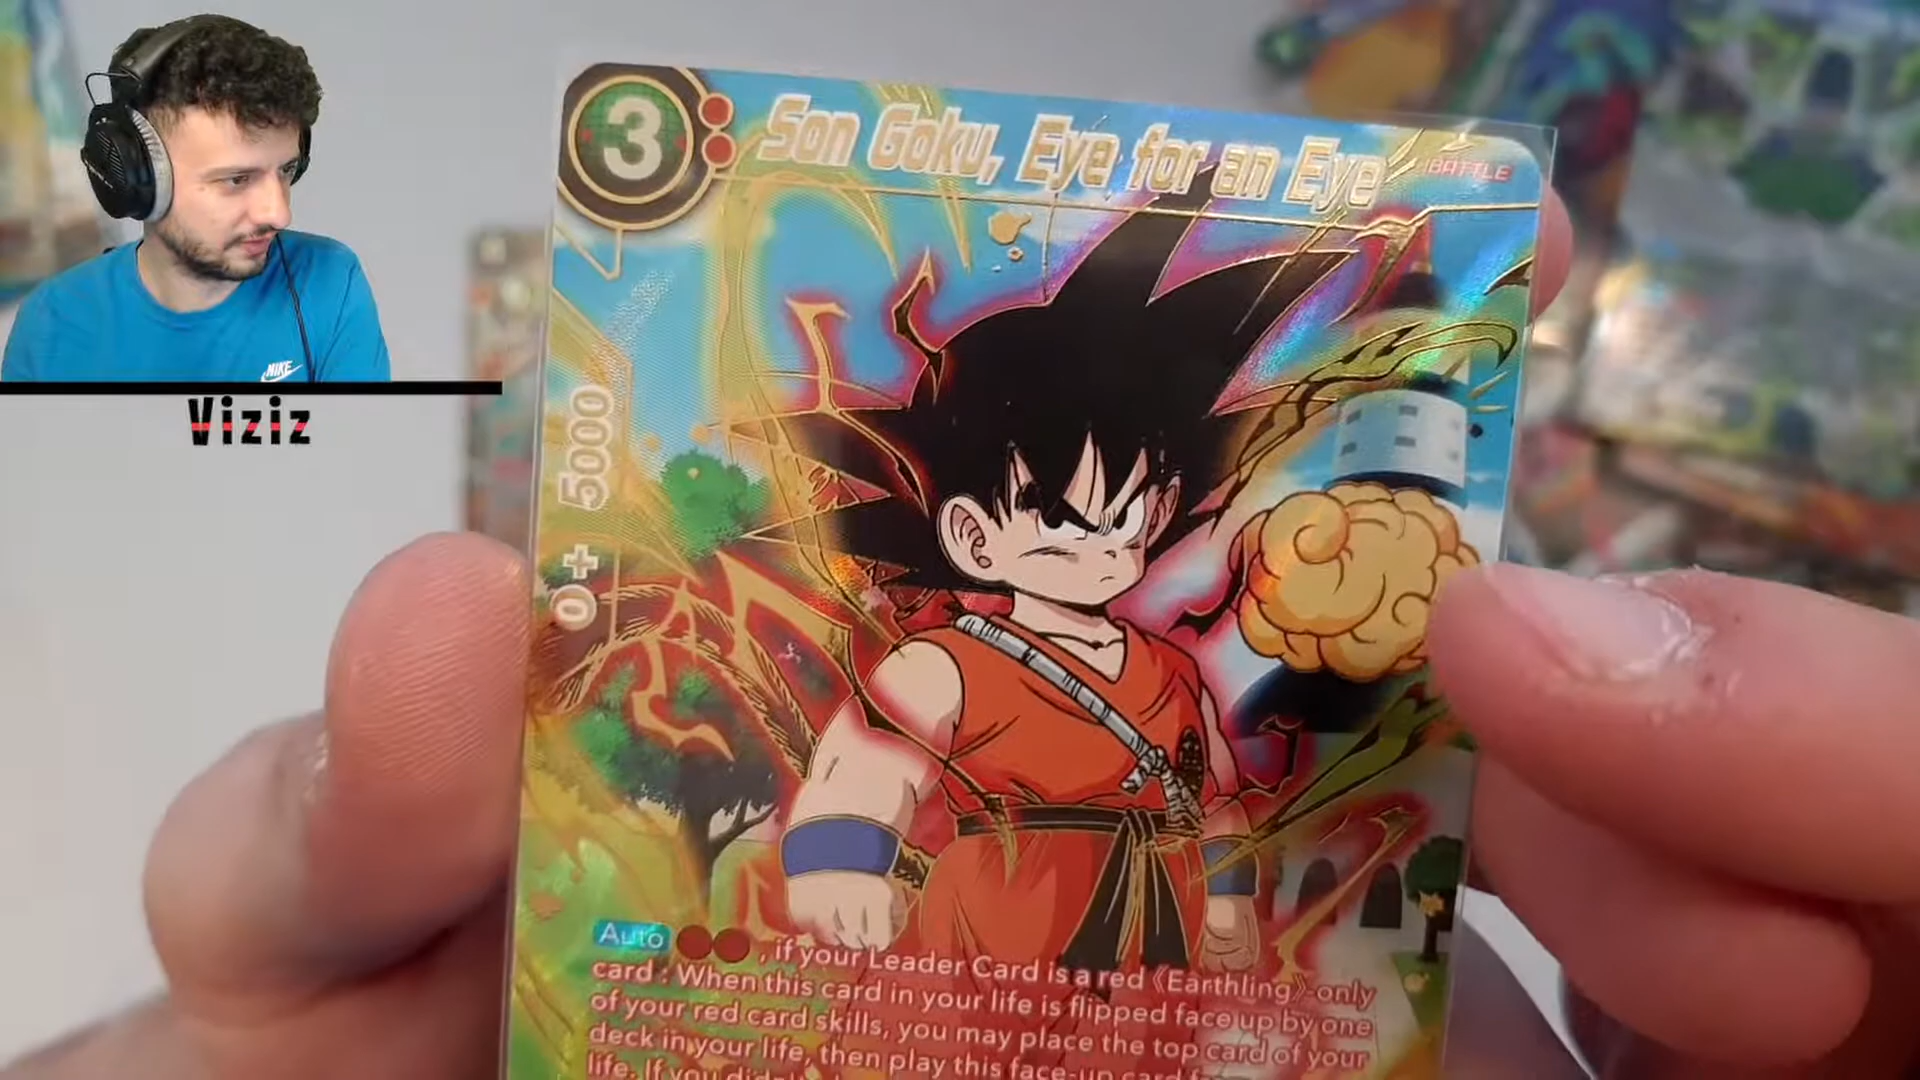 3
Son Goku, Eye for an Eye
BATTLE
NIKE
Viziz
5000
0 +
Auto , if your Leader Card is a red 《Earthling》-only
card : When this card in your life is flipped face up by one
of your red card skills, you may place the top card of your
deck in your life, then play this face-up card
life. If you